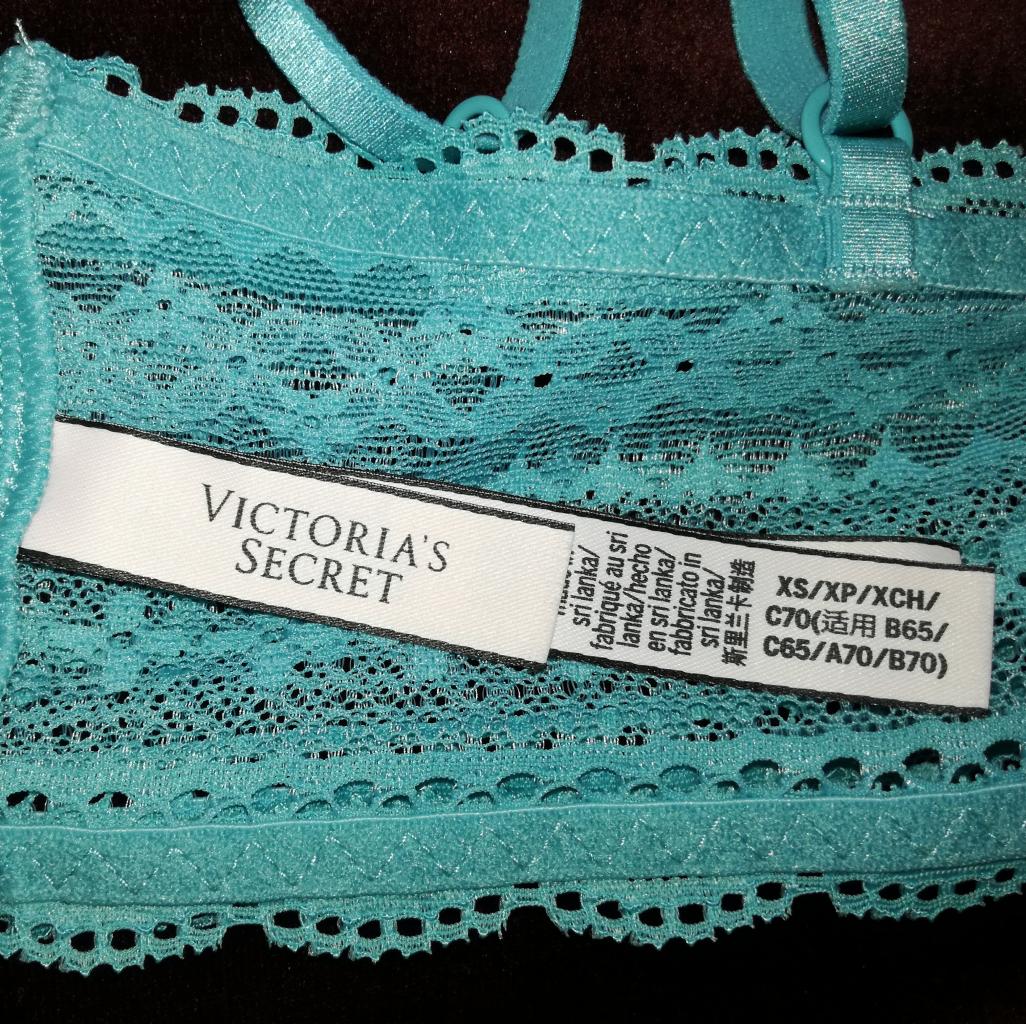 VICTORIA'S
SECRET
sri lanka/
fabriqué au sri
lanka/hecho
en sri lanka/
fabbricato in
sri lanka/
斯里兰卡制造
XS/XP/XCH/
C70(适用 B65/
C65/A70/B70)